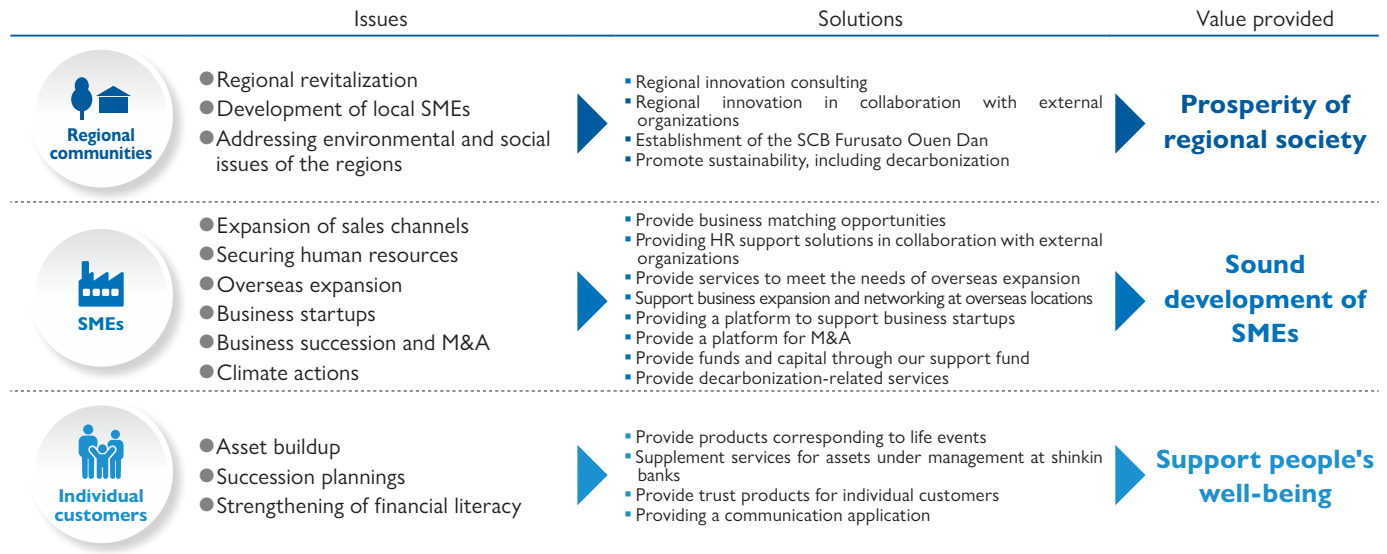 Issues
Solutions
Value provided
Regional
communities
●Regional revitalization
●Development of local SMEs
●Addressing environmental and social
issues of the regions
▪Regional innovation consulting
▪Regional innovation in collaboration with external
organizations
▪Establishment of the SCB Furusato Ouen Dan
▪Promote sustainability, including decarbonization
Prosperity of
regional society
SMEs
●Expansion of sales channels
●Securing human resources
●Overseas expansion
●Business startups
●Business succession and M&A
●Climate actions
▪Provide business matching opportunities
▪Providing HR support solutions in collaboration with external
organizations
▪Provide services to meet the needs of overseas expansion
▪Support business expansion and networking at overseas locations
▪Providing a platform to support business startups
▪Provide a platform for M&A
▪Provide funds and capital through our support fund
▪Provide decarbonization-related services
Sound
development of
SMEs
Individual
customers
●Asset buildup
●Succession plannings
●Strengthening of financial literacy
▪Provide products corresponding to life events
▪Supplement services for assets under management at shinkin
banks
▪Provide trust products for individual customers
▪Providing a communication application
Support people's
well-being